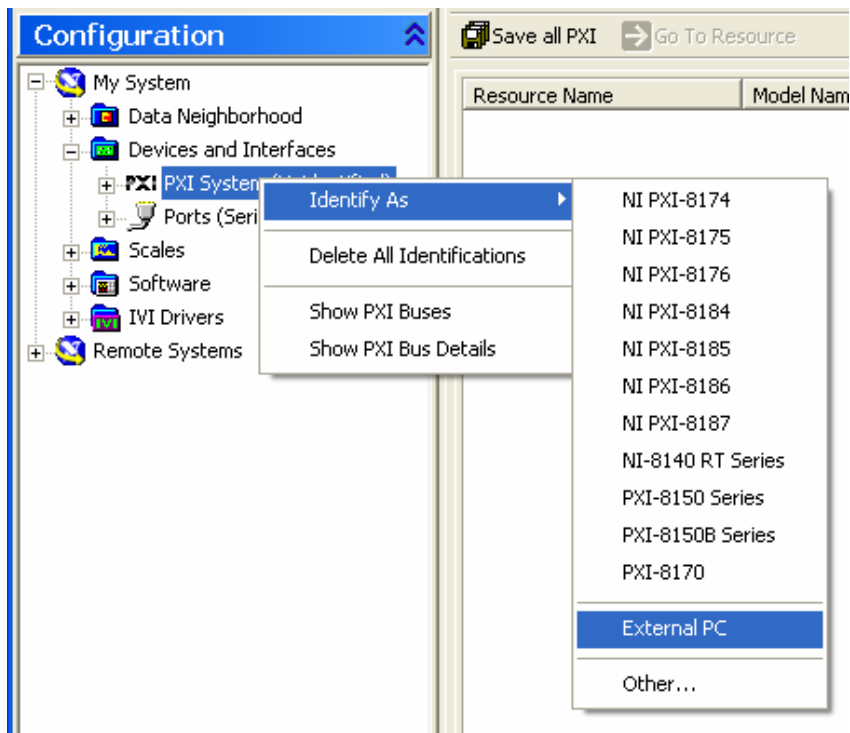 Configuration
Save all PXI
Go To Resource
My System
Data Neighborhood
Devices and Interfaces
PXI PXI System
Ports (Seri
Scales
Software
IVI Drivers
Remote Systems
Resource Name
Model Nam
Identify As
Delete All Identifications
Show PXI Buses
Show PXI Bus Details
NI PXI-8174
NI PXI-8175
NI PXI-8176
NI PXI-8184
NI PXI-8185
NI PXI-8186
NI PXI-8187
NI-8140 RT Series
PXI-8150 Series
PXI-8150B Series
PXI-8170
External PC
Other...